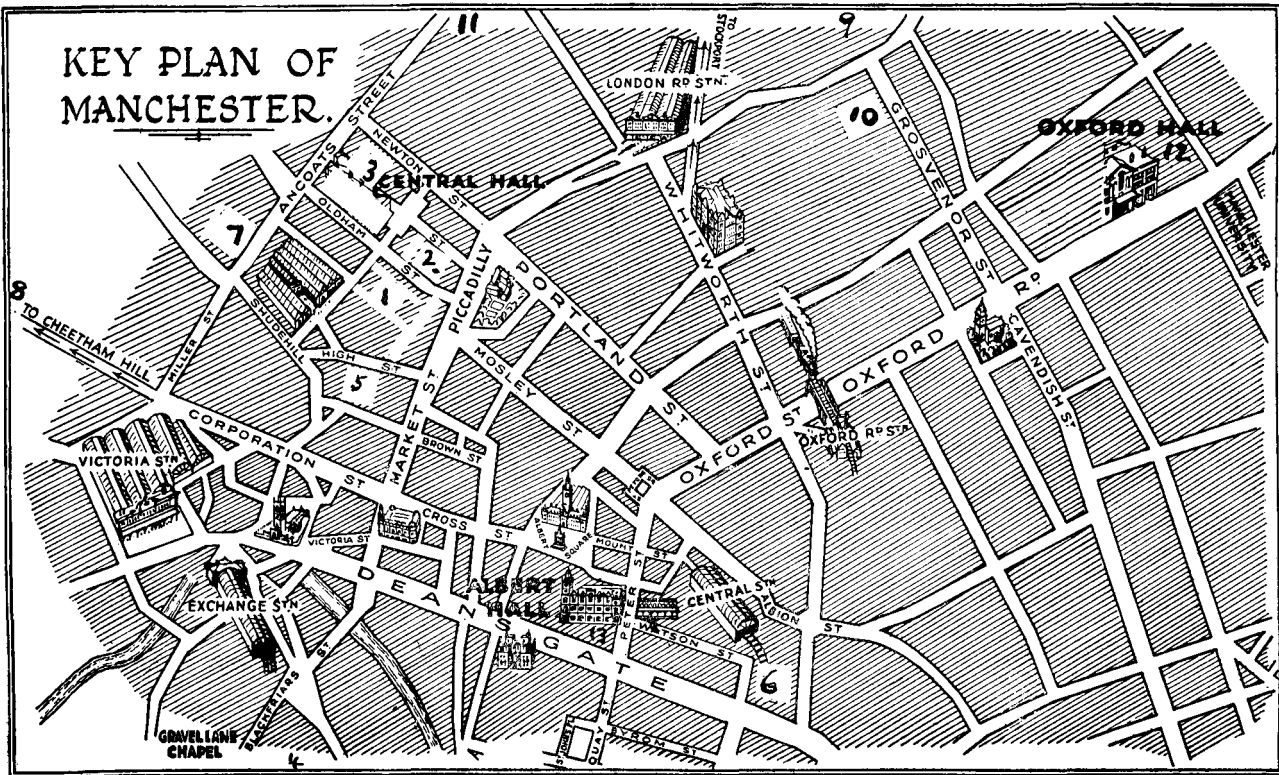 KEY PLAN OF
MANCHESTER.
11
9
TO
STOCKPORT
LONDON RD STN.
10
OXFORD HALL
12
ANCOATS STREET
NEWTON ST
3
CENTRAL HALL
WHITWORTH ST
GROSVENOR ST
MANCHESTER
UNIVERSITY
7
OLDHAM ST
2.
1
PICCADILLY
PORTLAND ST.
8
TO CHEETHAM HILL
MILLER ST
SHUDEHILL
HIGH ST
5
MARKET ST.
MOSLEY ST
OXFORD RD.
CAVENDISH ST
OXFORD ST
OXFORD RD STN.
CORPORATION ST
BROWN ST
VICTORIA STN
CROSS ST
VICTORIA ST
ALBERT
SQUARE
MOUNT ST
PETER ST
DEANSGATE
ALBERT
HALL
13
CENTRAL STN
ALBION ST
WATSON ST
EXCHANGE STN.
6
BLACKFRIARS ST
GRAVEL LANE
CHAPEL
4
ST JOHN ST
QUAY ST
BYROM ST